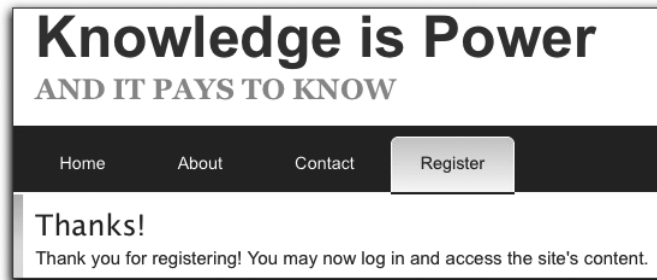 Knowledge is Power
AND IT PAYS TO KNOW
Home About Contact Register
Thanks!
Thank you for registering! You may now log in and access the site's content.